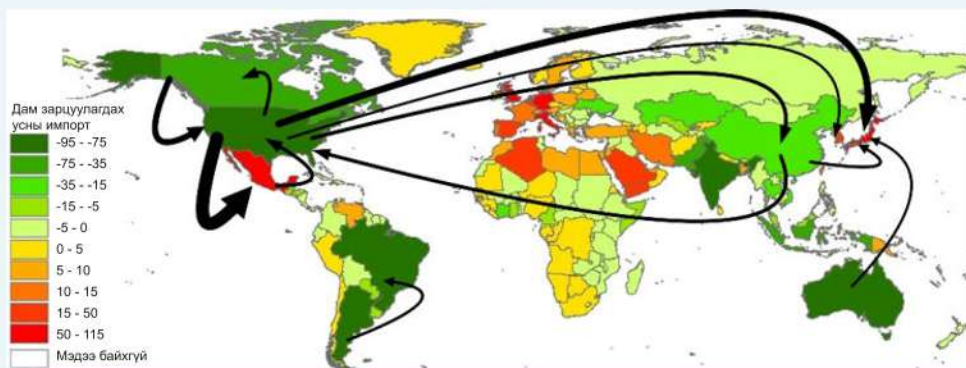 Дам зарцуулагдах
усны импорт
-95 - -75
-75 - -35
-35 - -15
-15 - -5
-5 - 0
0 - 5
5 - 10
10 - 15
15 - 50
50 - 115
Мэдээ байхгүй